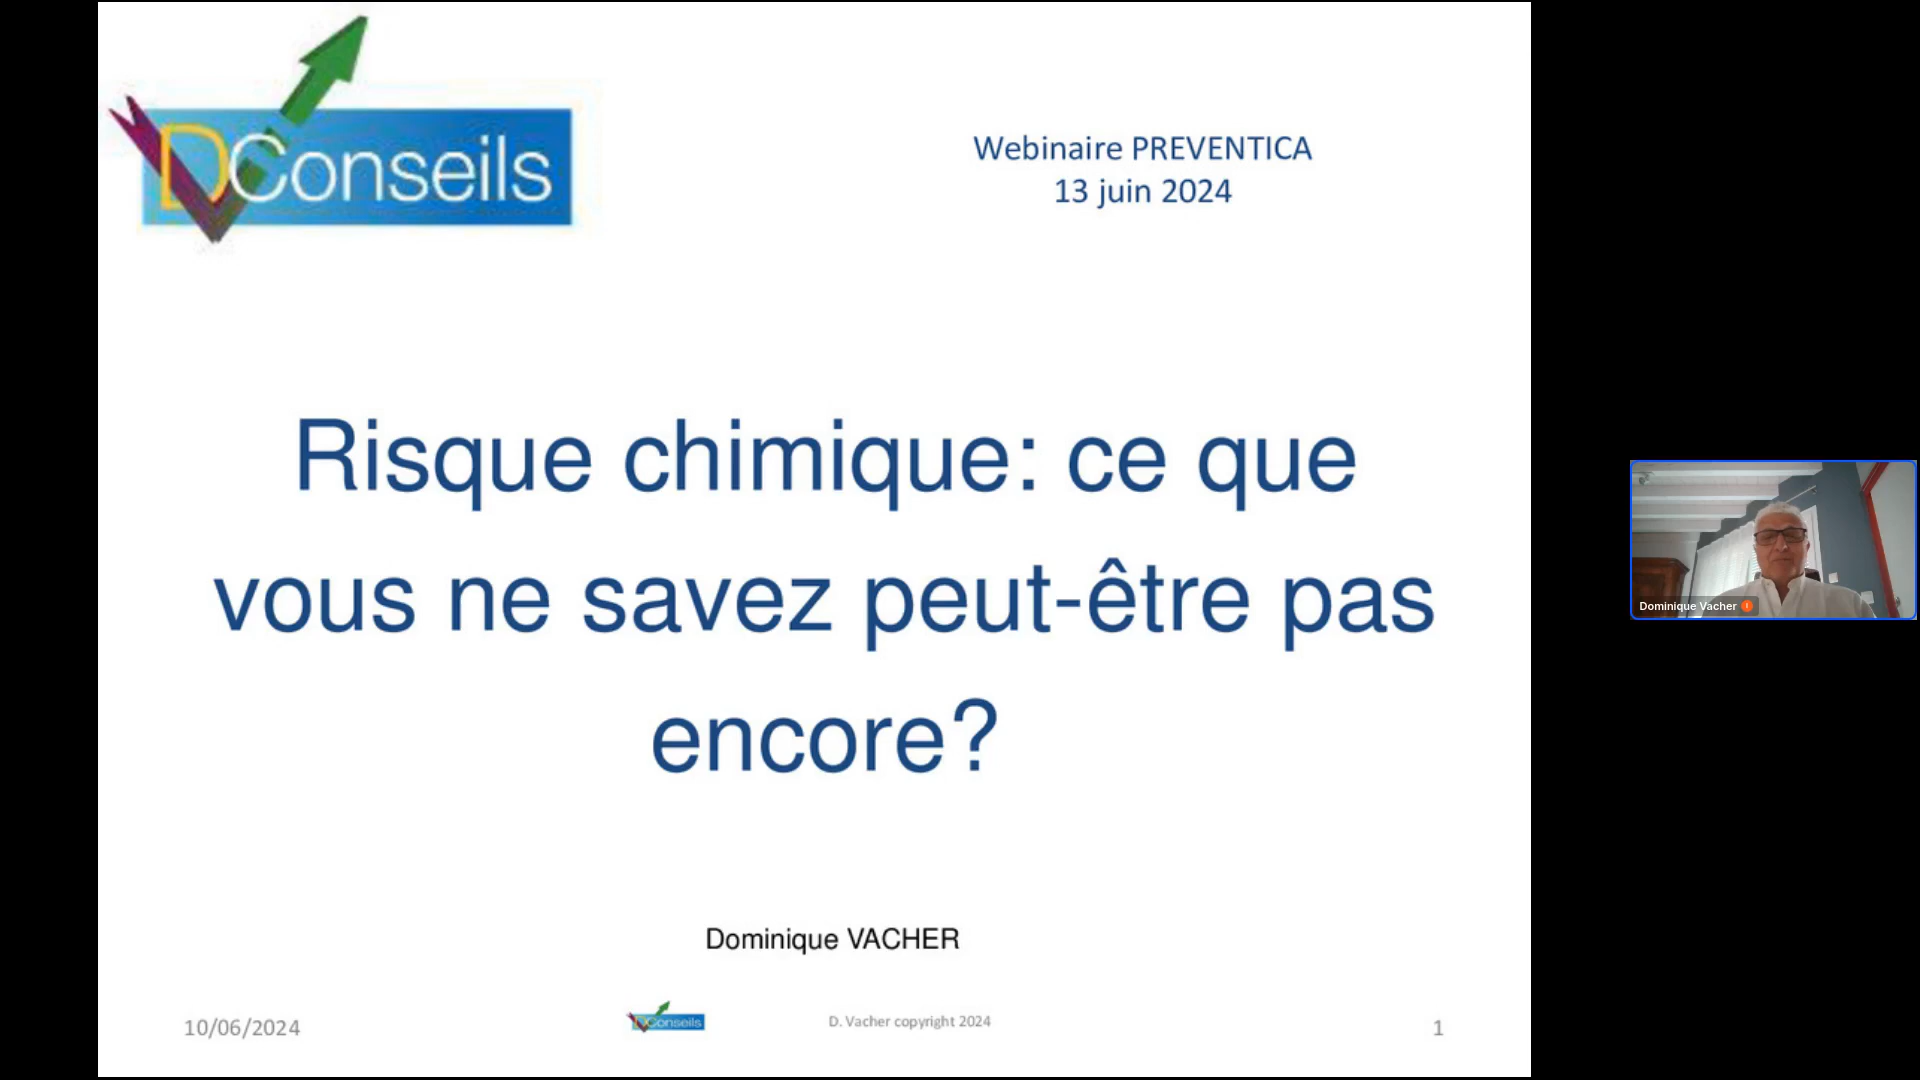 DConseils
Webinaire PREVENTICA
13 juin 2024
Risque chimique: ce que
vous ne savez peut-être pas
encore?
Dominique VACHER
10/06/2024
DConseils
D. Vacher copyright 2024
1
Dominique Vacher